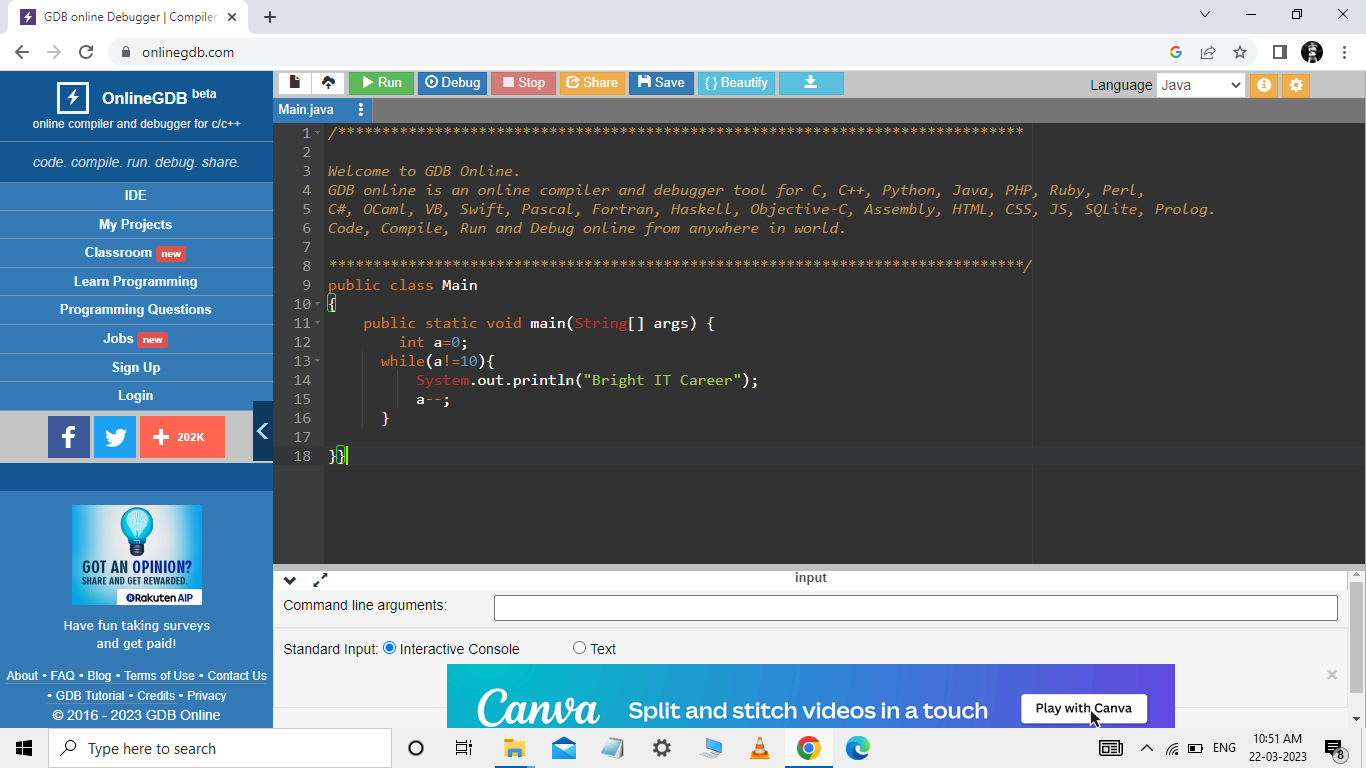 GDB online Debugger | Compiler
onlinegdb.com
OnlineGDB beta
online compiler and debugger for c/c++
code. compile. run. debug. share.
IDE
My Projects
Classroom new
Learn Programming
Programming Questions
Jobs new
Sign Up
Login
202K
GOT AN OPINION?
SHARE AND GET REWARDED.
Rakuten AIP
Have fun taking surveys
and get paid!
About • FAQ • Blog • Terms of Use • Contact Us
• GDB Tutorial • Credits • Privacy
© 2016 - 2023 GDB Online
Run Debug Stop Share Save { } Beautify
Language Java
Main.java
1 /******************************************************************************
2
3 Welcome to GDB Online.
4 GDB online is an online compiler and debugger tool for C, C++, Python, Java, PHP, Ruby, Perl,
5 C#, OCaml, VB, Swift, Pascal, Fortran, Haskell, Objective-C, Assembly, HTML, CSS, JS, SQLite, Prolog.
6 Code, Compile, Run and Debug online from anywhere in world.
7
8 *******************************************************************************/
9 public class Main
10 {
11 public static void main(String[] args) {
12 int a=0;
13 while(a!=10){
14 System.out.println("Bright IT Career");
15 a--;
16 }
17
18 }}
input
Command line arguments:
Standard Input: Interactive Console Text
Canva Split and stitch videos in a touch Play with Canva
Type here to search
ENG
10:51 AM
22-03-2023
8